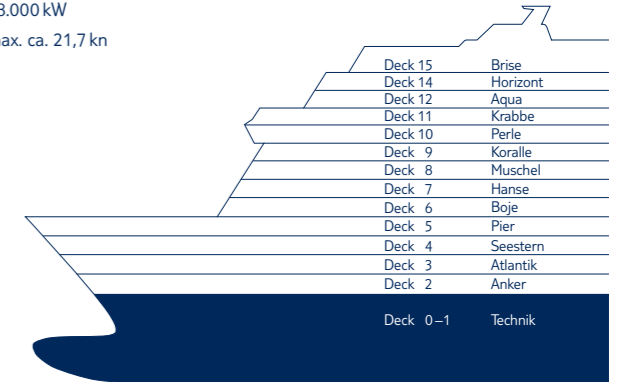 8.000 kW
max. ca. 21,7 kn
Deck 15 Brise
Deck 14 Horizont
Deck 12 Aqua
Deck 11 Krabbe
Deck 10 Perle
Deck 9 Koralle
Deck 8 Muschel
Deck 7 Hanse
Deck 6 Boje
Deck 5 Pier
Deck 4 Seestern
Deck 3 Atlantik
Deck 2 Anker
Deck 0–1 Technik